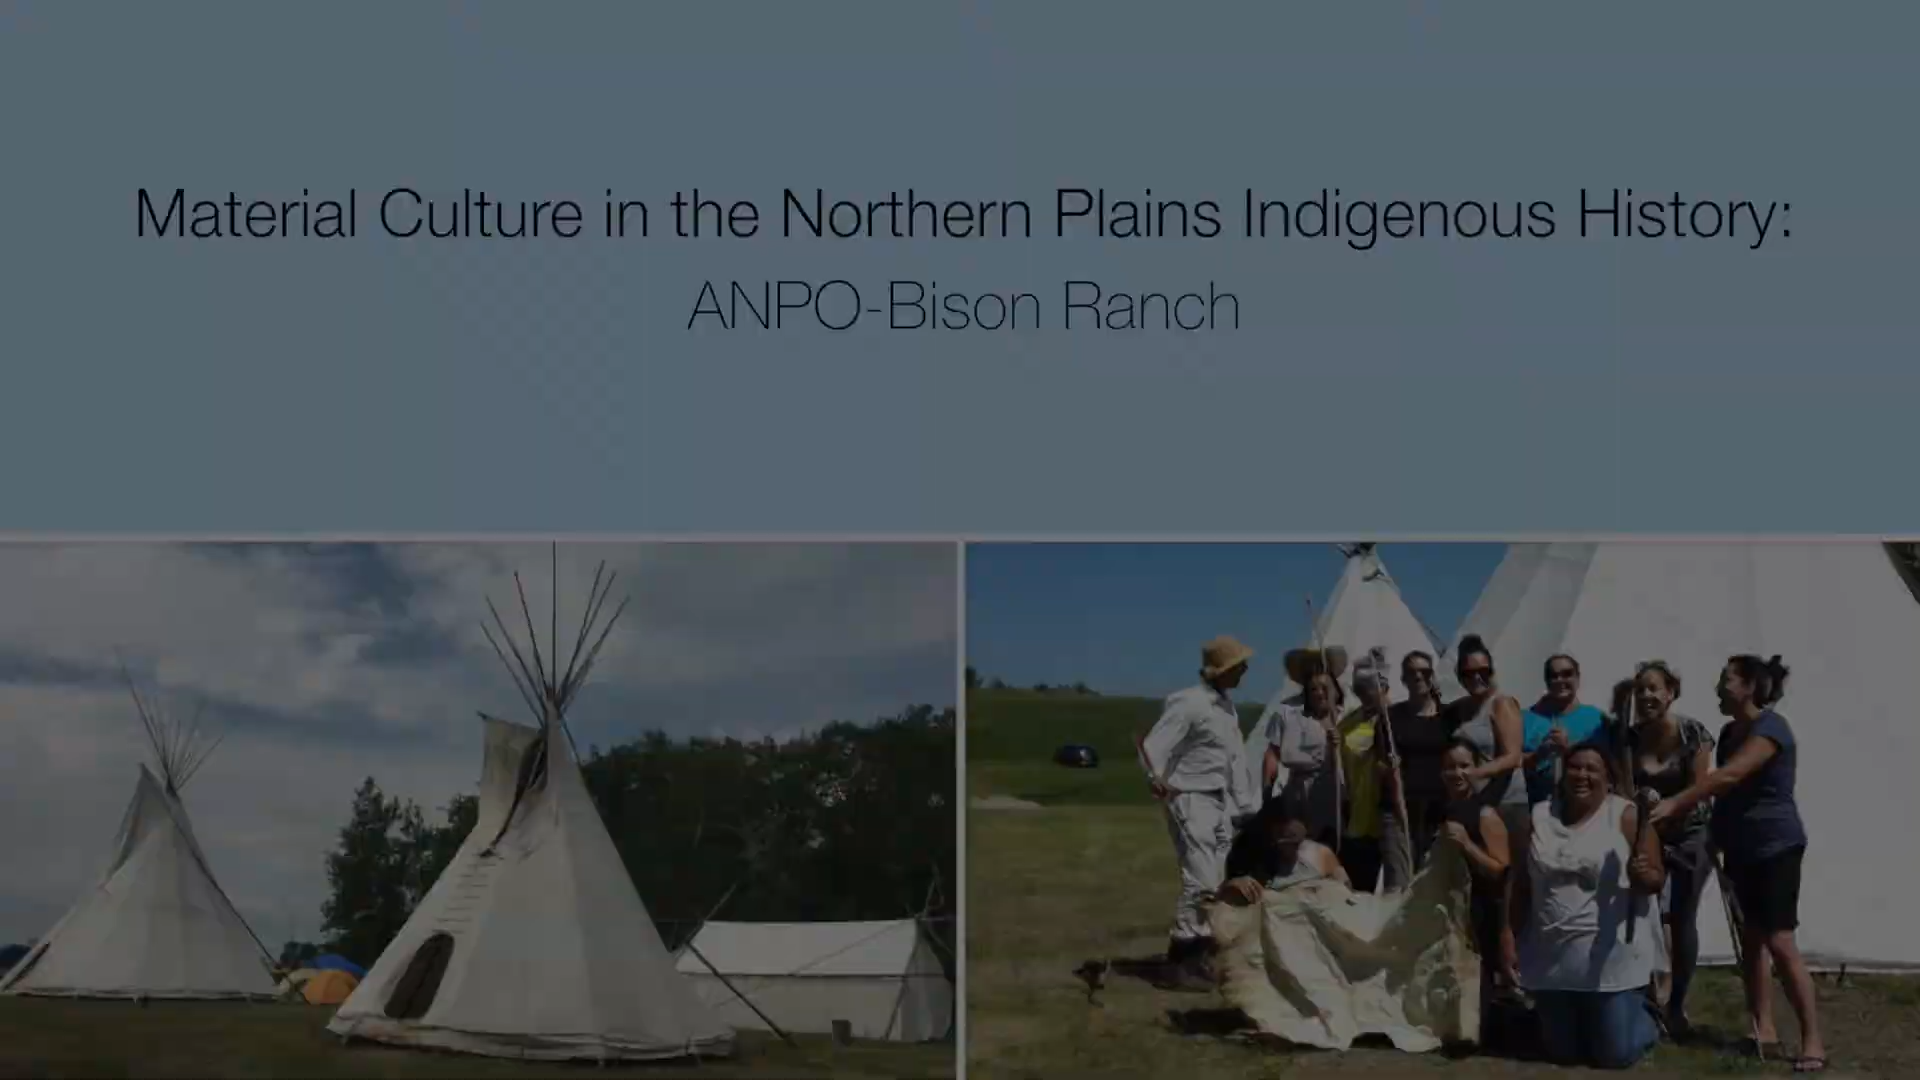 Material Culture in the Northern Plains Indigenous History:
ANPO-Bison Ranch